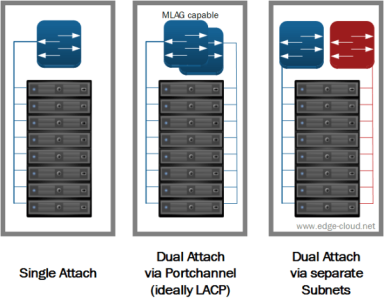 MLAG capable
www.edge-cloud.net
Single Attach
Dual Attach
via Portchannel
(ideally LACP)
Dual Attach
via separate
Subnets